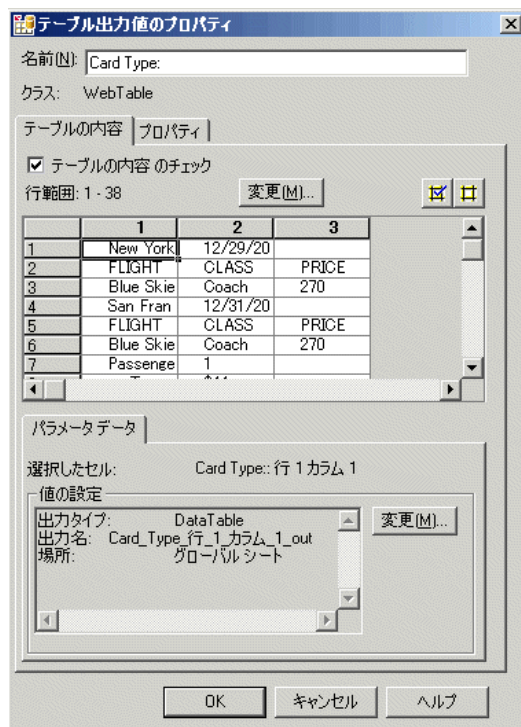 テーブル出力値のプロパティ
名前(N): Card Type:
クラス: WebTable
テーブルの内容 プロパティ
テーブルの内容 のチェック
行範囲: 1 - 38 変更(M)...
1 2 3
1 New York 12/29/20
2 FLIGHT CLASS PRICE
3 Blue Skie Coach 270
4 San Fran 12/31/20
5 FLIGHT CLASS PRICE
6 Blue Skie Coach 270
7 Passenge 1
パラメータ データ
選択したセル: Card Type:: 行 1 カラム 1
値の設定
出力タイプ: DataTable 変更(M)...
出力名: Card_Type_行_1_カラム_1_out
場所: グローバル シート
OK キャンセル ヘルプ